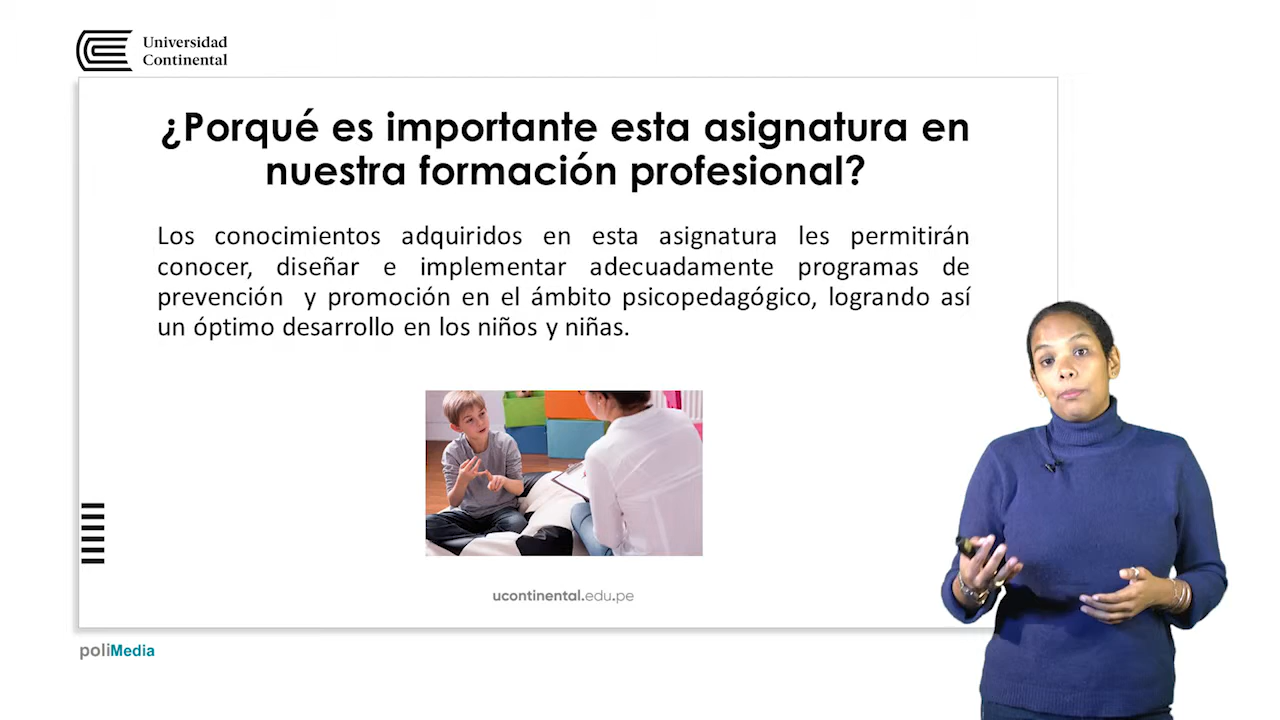 Universidad
Continental
¿Porqué es importante esta asignatura en
nuestra formación profesional?
Los conocimientos adquiridos en esta asignatura les permitirán
conocer, diseñar e implementar adecuadamente programas de
prevención y promoción en el ámbito psicopedagógico, logrando así
un óptimo desarrollo en los niños y niñas.
ucontinental.edu.pe
poliMedia